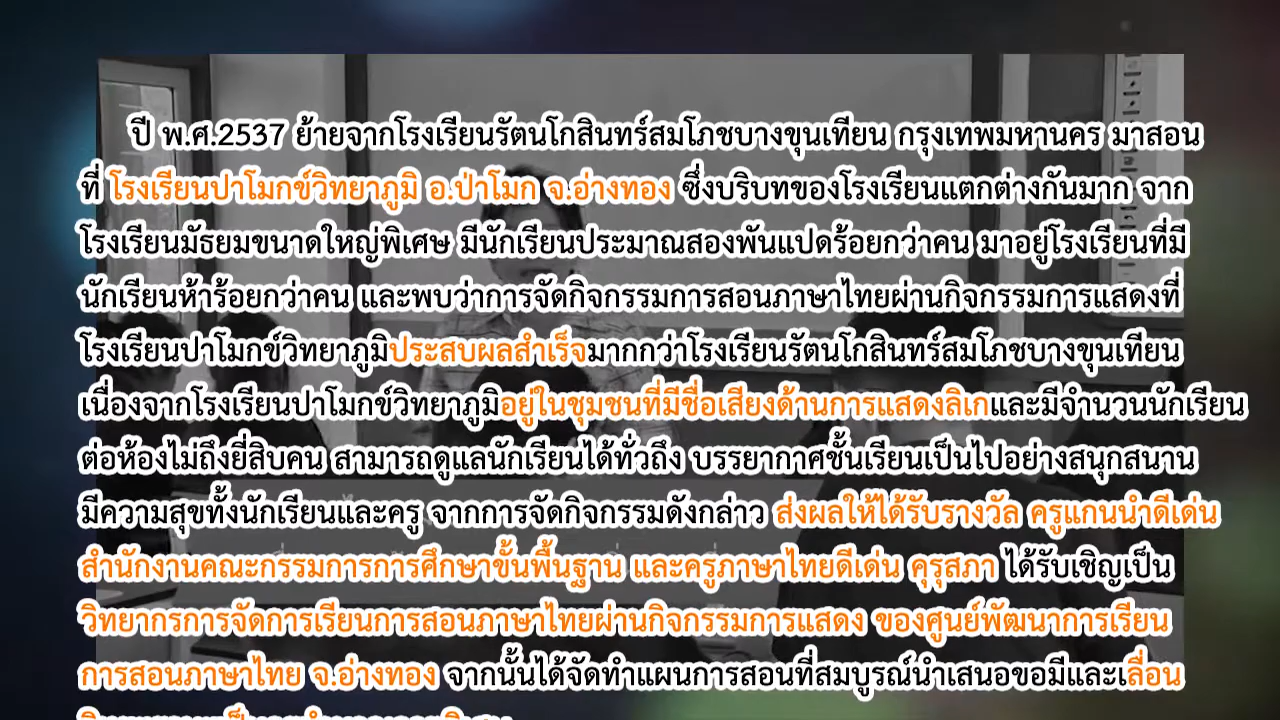 ปี พ.ศ.2537 ย้ายจากโรงเรียนรัตนโกสินทร์สมโภชบางขุนเทียน กรุงเทพมหานคร มาสอน
ที่ โรงเรียนปาโมกข์วิทยาภูมิ อ.ป่าโมก จ.อ่างทอง ซึ่งบริบทของโรงเรียนแตกต่างกันมาก จาก
โรงเรียนมัธยมขนาดใหญ่พิเศษ มีนักเรียนประมาณสองพันแปดร้อยกว่าคน มาอยู่โรงเรียนที่มี
นักเรียนห้าร้อยกว่าคน และพบว่าการจัดกิจกรรมการสอนภาษาไทยผ่านกิจกรรมการแสดงที่
โรงเรียนปาโมกข์วิทยาภูมิประสบผลสำเร็จมากกว่าโรงเรียนรัตนโกสินทร์สมโภชบางขุนเทียน
เนื่องจากโรงเรียนปาโมกข์วิทยาภูมิอยู่ในชุมชนที่มีชื่อเสียงด้านการแสดงลิเกและมีจำนวนนักเรียน
ต่อห้องไม่ถึงยี่สิบคน สามารถดูแลนักเรียนได้ทั่วถึง บรรยากาศชั้นเรียนเป็นไปอย่างสนุกสนาน
มีความสุขทั้งนักเรียนและครู จากการจัดกิจกรรมดังกล่าว ส่งผลให้ได้รับรางวัล ครูแกนนำดีเด่น
สำนักงานคณะกรรมการการศึกษาขั้นพื้นฐาน และครูภาษาไทยดีเด่น คุรุสภา ได้รับเชิญเป็น
วิทยากรการจัดการเรียนการสอนภาษาไทยผ่านกิจกรรมการแสดง ของศูนย์พัฒนาการเรียน
การสอนภาษาไทย จ.อ่างทอง จากนั้นได้จัดทำแผนการสอนที่สมบูรณ์นำเสนอขอมีและเลื่อน